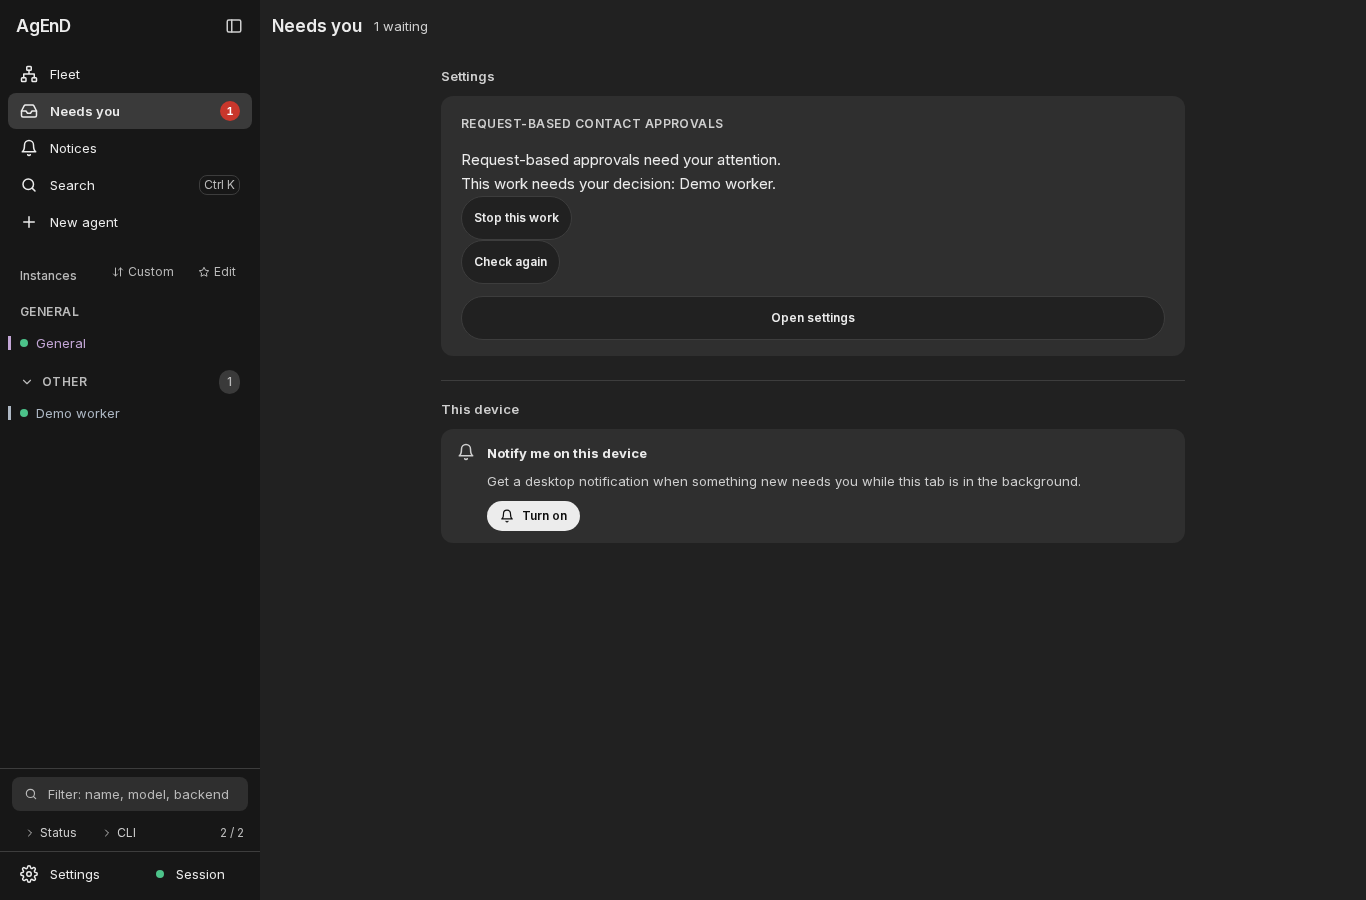 AgEnD
Fleet
Needs you 1
Notices
Search Ctrl K
New agent
Instances Custom Edit
GENERAL
General
OTHER 1
Demo worker
Filter: name, model, backend
Status CLI 2 / 2
Settings Session
Needs you 1 waiting
Settings
REQUEST-BASED CONTACT APPROVALS
Request-based approvals need your attention.
This work needs your decision: Demo worker.
Stop this work
Check again
Open settings
This device
Notify me on this device
Get a desktop notification when something new needs you while this tab is in the background.
Turn on